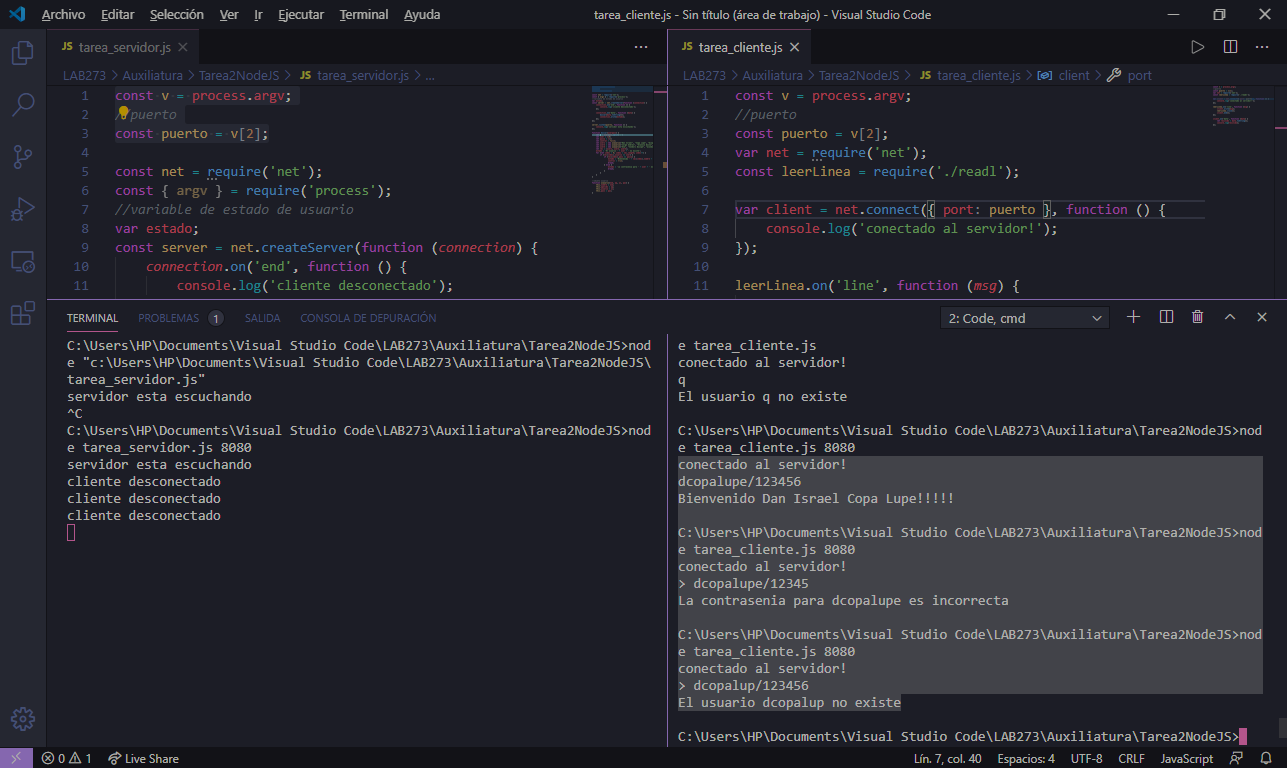 Archivo Editar Selección Ver Ir Ejecutar Terminal Ayuda tarea_cliente.js - Sin título (área de trabajo) - Visual Studio Code
JS tarea_servidor.js
LAB273 > Auxiliatura > Tarea2NodeJS > JS tarea_servidor.js > ...
1 const v = process.argv;
2 //puerto
3 const puerto = v[2];
4
5 const net = require('net');
6 const { argv } = require('process');
7 //variable de estado de usuario
8 var estado;
9 const server = net.createServer(function (connection) {
10 connection.on('end', function () {
11 console.log('cliente desconectado');
JS tarea_cliente.js
LAB273 > Auxiliatura > Tarea2NodeJS > JS tarea_cliente.js > client > port
1 const v = process.argv;
2 //puerto
3 const puerto = v[2];
4 var net = require('net');
5 const leerLinea = require('./readl');
6
7 var client = net.connect({ port: puerto }, function () {
8 console.log('conectado al servidor!');
9 });
10
11 leerLinea.on('line', function (msg) {
TERMINAL PROBLEMAS 1 SALIDA CONSOLA DE DEPURACIÓN 2: Code, cmd
C:\Users\HP\Documents\Visual Studio Code\LAB273\Auxiliatura\Tarea2NodeJS>nod
e "c:\Users\HP\Documents\Visual Studio Code\LAB273\Auxiliatura\Tarea2NodeJS\
tarea_servidor.js"
servidor esta escuchando
^C
C:\Users\HP\Documents\Visual Studio Code\LAB273\Auxiliatura\Tarea2NodeJS>nod
e tarea_servidor.js 8080
servidor esta escuchando
cliente desconectado
cliente desconectado
cliente desconectado
e tarea_cliente.js
conectado al servidor!
q
El usuario q no existe
C:\Users\HP\Documents\Visual Studio Code\LAB273\Auxiliatura\Tarea2NodeJS>nod
e tarea_cliente.js 8080
conectado al servidor!
dcopalupe/123456
Bienvenido Dan Israel Copa Lupe!!!!!
C:\Users\HP\Documents\Visual Studio Code\LAB273\Auxiliatura\Tarea2NodeJS>nod
e tarea_cliente.js 8080
conectado al servidor!
> dcopalupe/12345
La contrasenia para dcopalupe es incorrecta
C:\Users\HP\Documents\Visual Studio Code\LAB273\Auxiliatura\Tarea2NodeJS>nod
e tarea_cliente.js 8080
conectado al servidor!
> dcopalup/123456
El usuario dcopalup no existe
C:\Users\HP\Documents\Visual Studio Code\LAB273\Auxiliatura\Tarea2NodeJS>
0 1 Live Share Lín. 7, col. 40 Espacios: 4 UTF-8 CRLF JavaScript